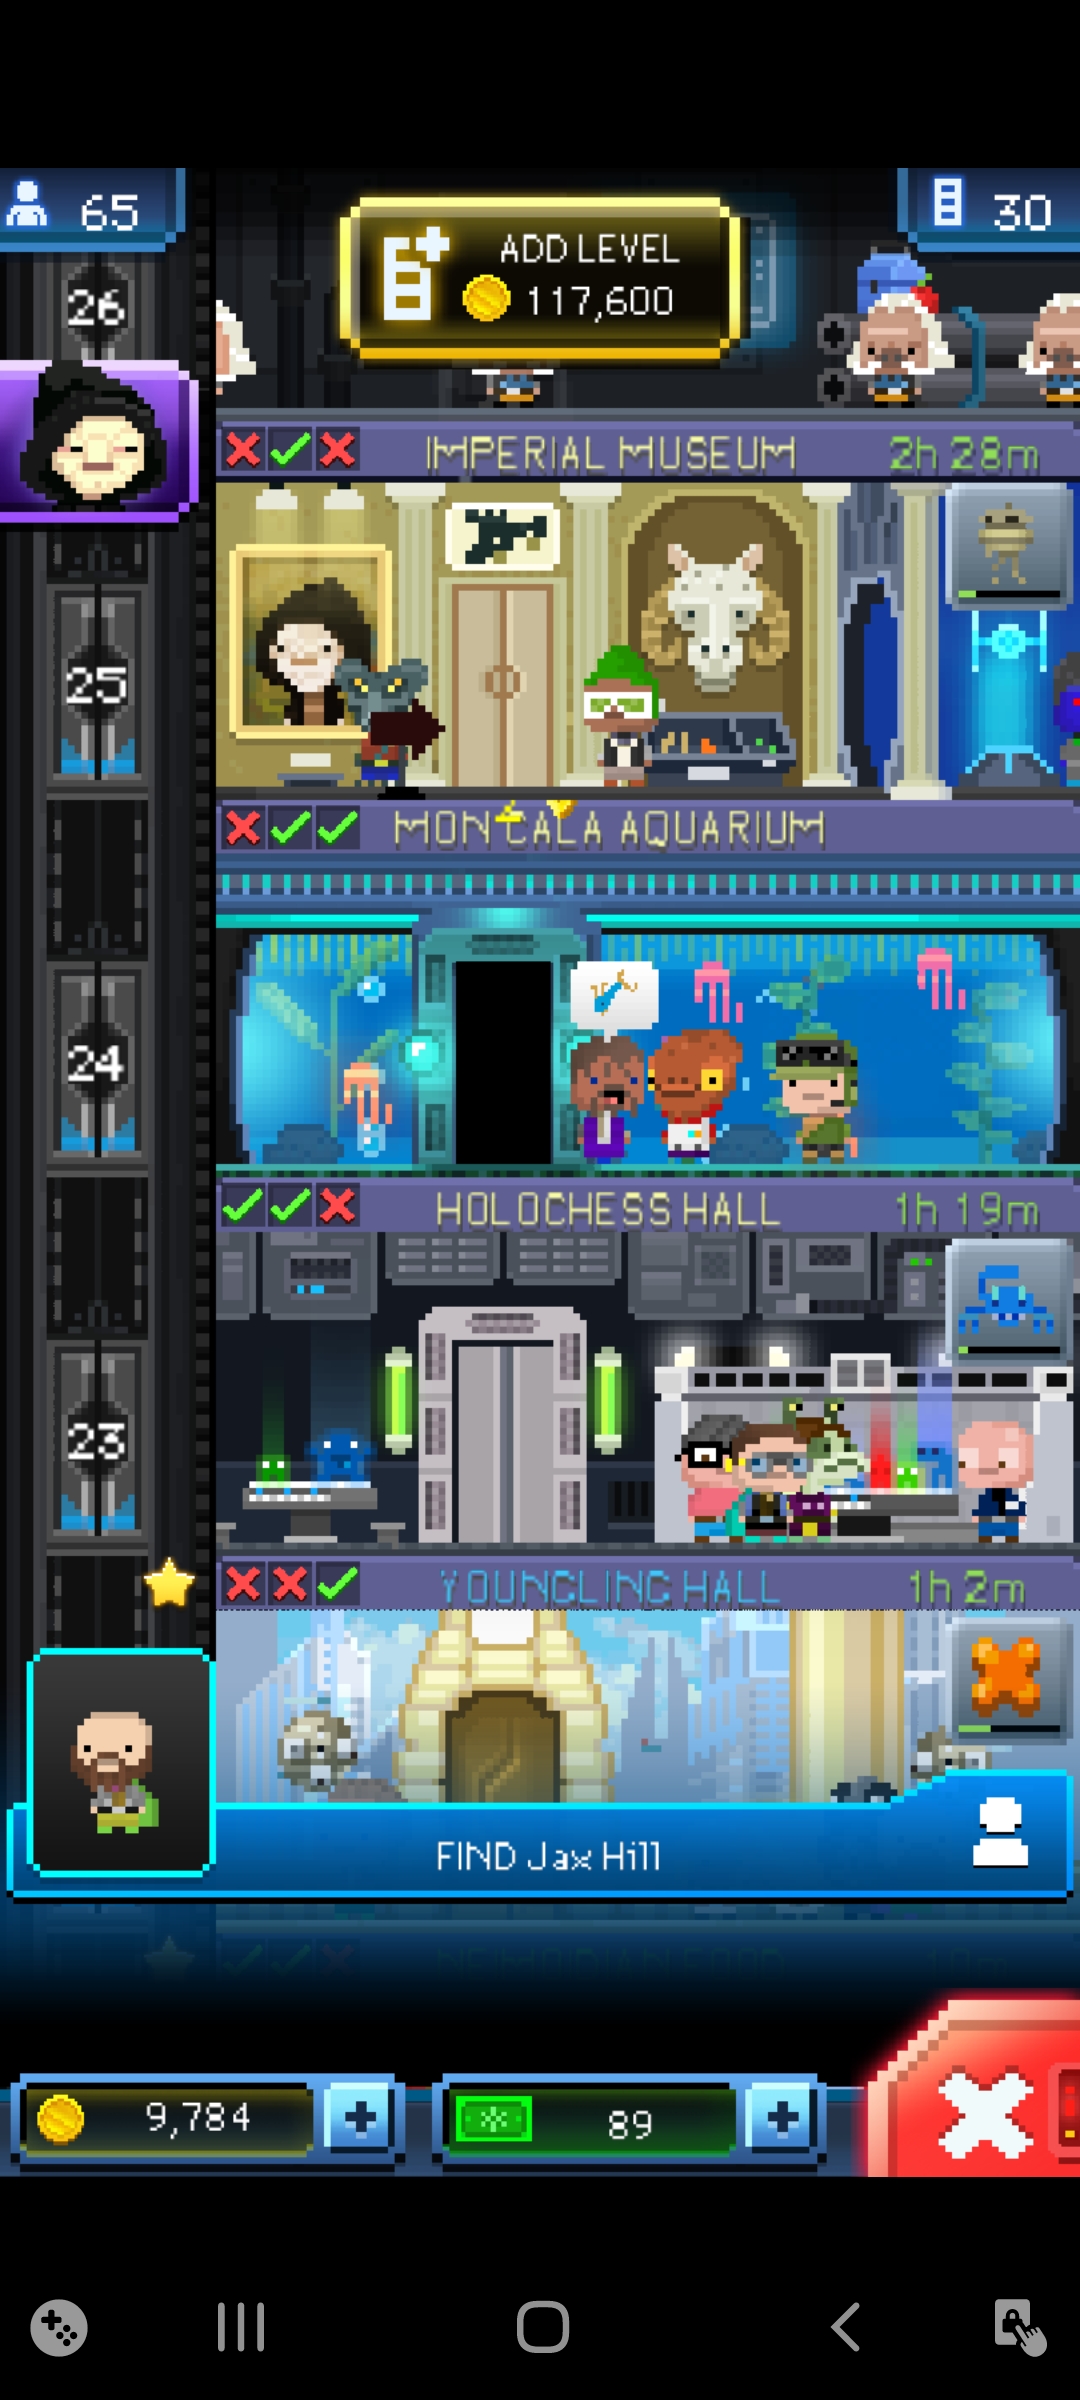 65
ADD LEVEL
117,600
30
26
IMPERIAL MUSEUM
2h 28m
25
MON CALA AQUARIUM
24
HOLOCHESS HALL
1h 19m
23
YOUNGLING HALL
1h 2m
FIND Jax Hill
9,784
89